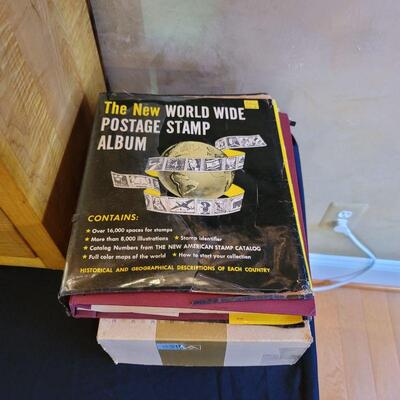 The New WORLD WIDE
POSTAGE STAMP
ALBUM
CONTAINS:
★ Over 16,000 spaces for stamps
★ More than 8,000 illustrations ★ Stamp identifier
★ Catalog Numbers from THE NEW AMERICAN STAMP CATALOG
★ Full color maps of the world ★ How to start your collection
HISTORICAL AND GEOGRAPHICAL DESCRIPTIONS OF EACH COUNTRY